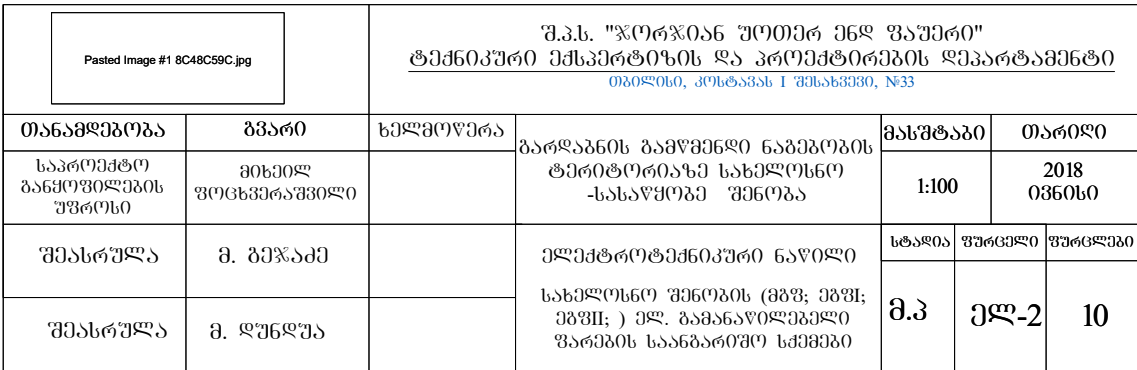 Pasted Image #1 8C48C59C.jpg
შ.პ.ს. "ჯორჯიან უოთერ ენდ ფაუერი"
ტექნიკური ექსპერტიზის და პროექტირების დეპარტამენტი
თბილისი, კოსტავას I შესახვევი, №33
თანამდებობა
გვარი
ხელმოწერა
გარდაბნის გამწმენდი ნაგებობის
ტერიტორიაზე სახელოსნო
-სასაწყობე შენობა
მასშტაბი
თარიღი
საპროექტო
განყოფილების
უფროსი
მიხეილ
ფოცხვერაშვილი
1:100
2018
ივნისი
შეასრულა
მ. გეჯაძე
ელექტროტექნიკური ნაწილი
სტადია
ფურცელი
ფურცლები
სახელოსნო შენობის (მგფ; ეგფI;
ეგფII; ) ელ. გამანაწილებელი
ფარების საანგარიშო სქემები
მ.პ
ელ-2
10
შეასრულა
მ. დუნდუა